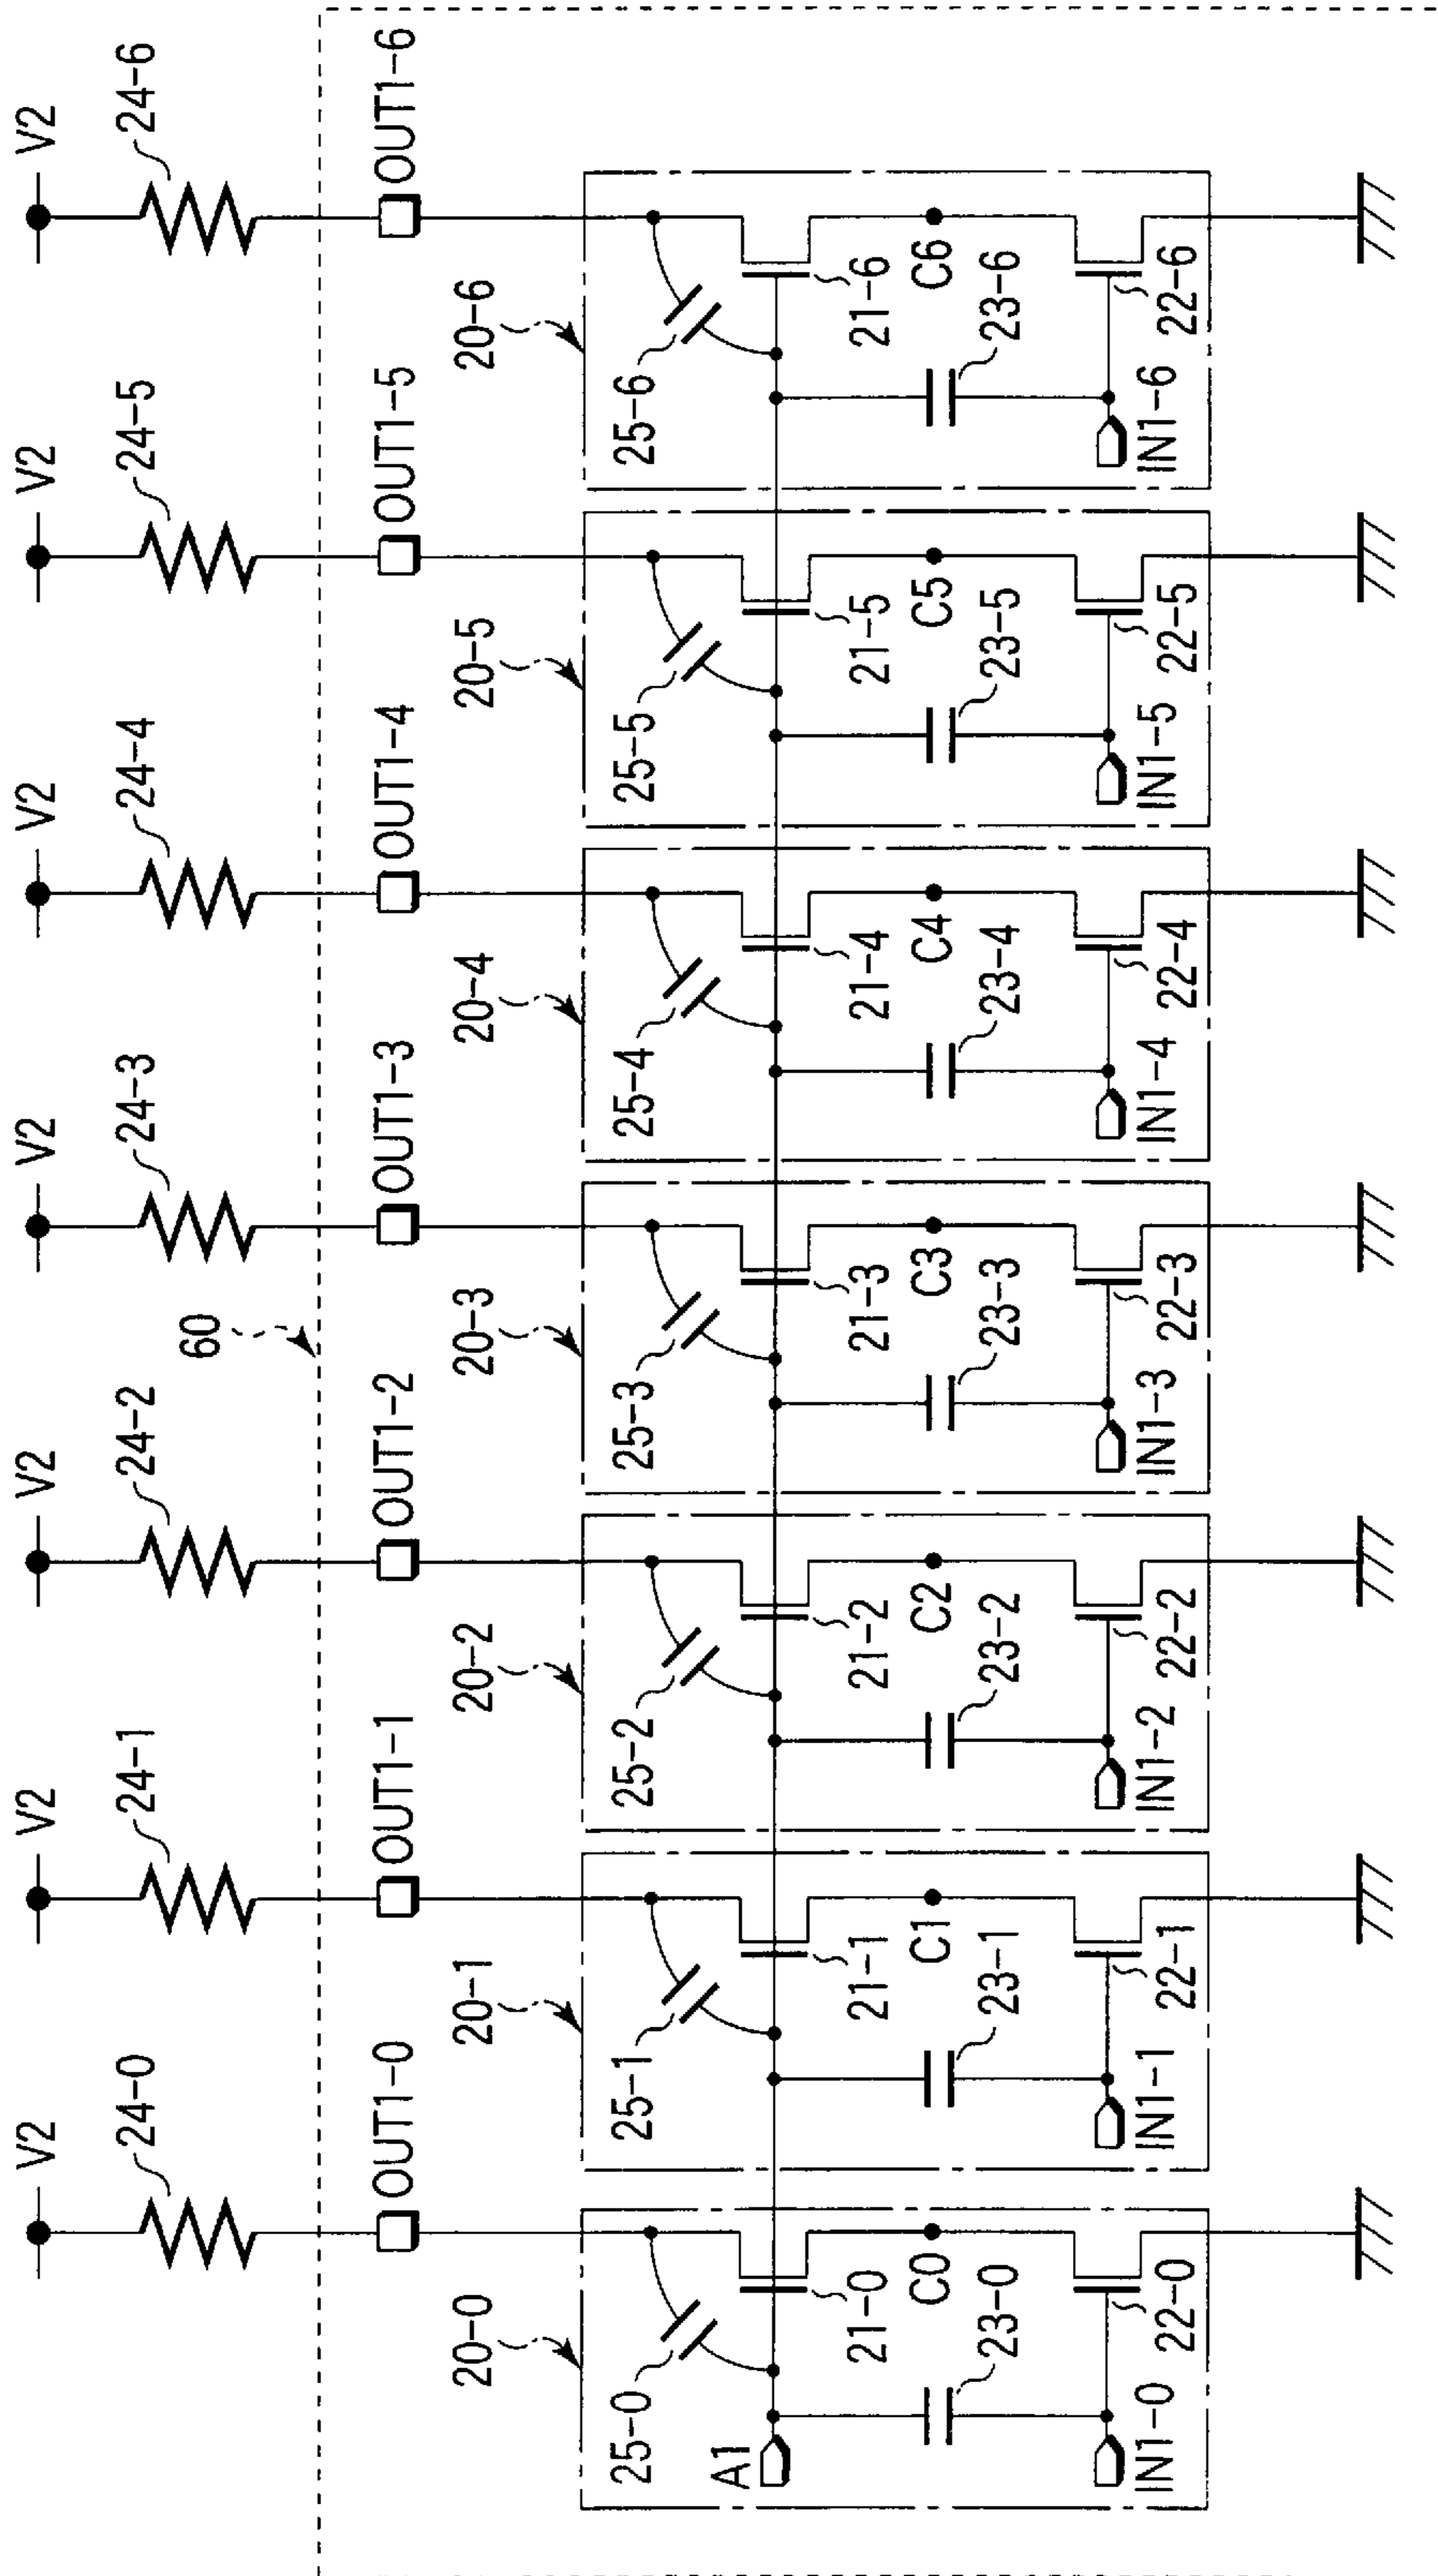 V2 V2 V2 V2 V2 V2 V2
24-0 24-1 24-2 24-3 24-4 24-5 24-6
60
OUT1-0 OUT1-1 OUT1-2 OUT1-3 OUT1-4 OUT1-5 OUT1-6
20-0 20-1 20-2 20-3 20-4 20-5 20-6
25-0 25-1 25-2 25-3 25-4 25-5 25-6
A1
21-0 21-1 21-2 21-3 21-4 21-5 21-6
C0 C1 C2 C3 C4 C5 C6
23-0 23-1 23-2 23-3 23-4 23-5 23-6
IN1-0 22-0 IN1-1 22-1 IN1-2 22-2 IN1-3 22-3 IN1-4 22-4 IN1-5 22-5 IN1-6 22-6